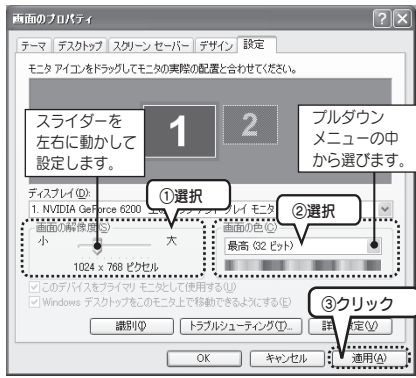 画面のプロパティ
テーマ デスクトップ スクリーン セーバー デザイン 設定
モニタ アイコンをドラッグしてモニタの実際の配置と合わせてください。
スライダーを
左右に動かして
設定します。
1
2
プルダウン
メニューの中
から選びます。
ディスプレイ(D):
①選択
1. NVIDIA GeForce 6200
レイ モニタ
②選択
画面の解像度(S)
小 大
1024 x 768 ピクセル
画面の色(C)
最高 (32 ビット)
このデバイスをプライマリ モニタとして使用する(U)
Windows デスクトップをこのモニタ上で移動できるようにする(E)
③クリック
識別(I) トラブルシューティング(T)... 定(V)
OK キャンセル 適用(A)